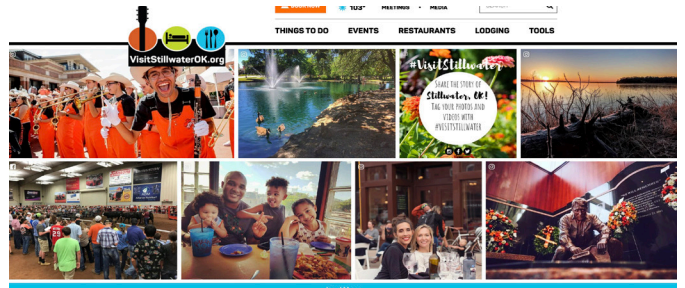 103°
MEETINGS • MEDIA
THINGS TO DO EVENTS RESTAURANTS LODGING TOOLS
VisitStillwaterOK.org
#VisitStillwater
SHARE THE STORY OF
Stillwater, OK!
TAG YOUR PHOTOS AND
VIDEOS WITH
#VISITSTILLWATER